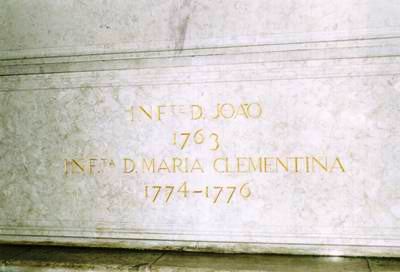 INF.TE D. JOÃO
1763
INF.TA D. MARIA CLEMENTINA
1774-1776